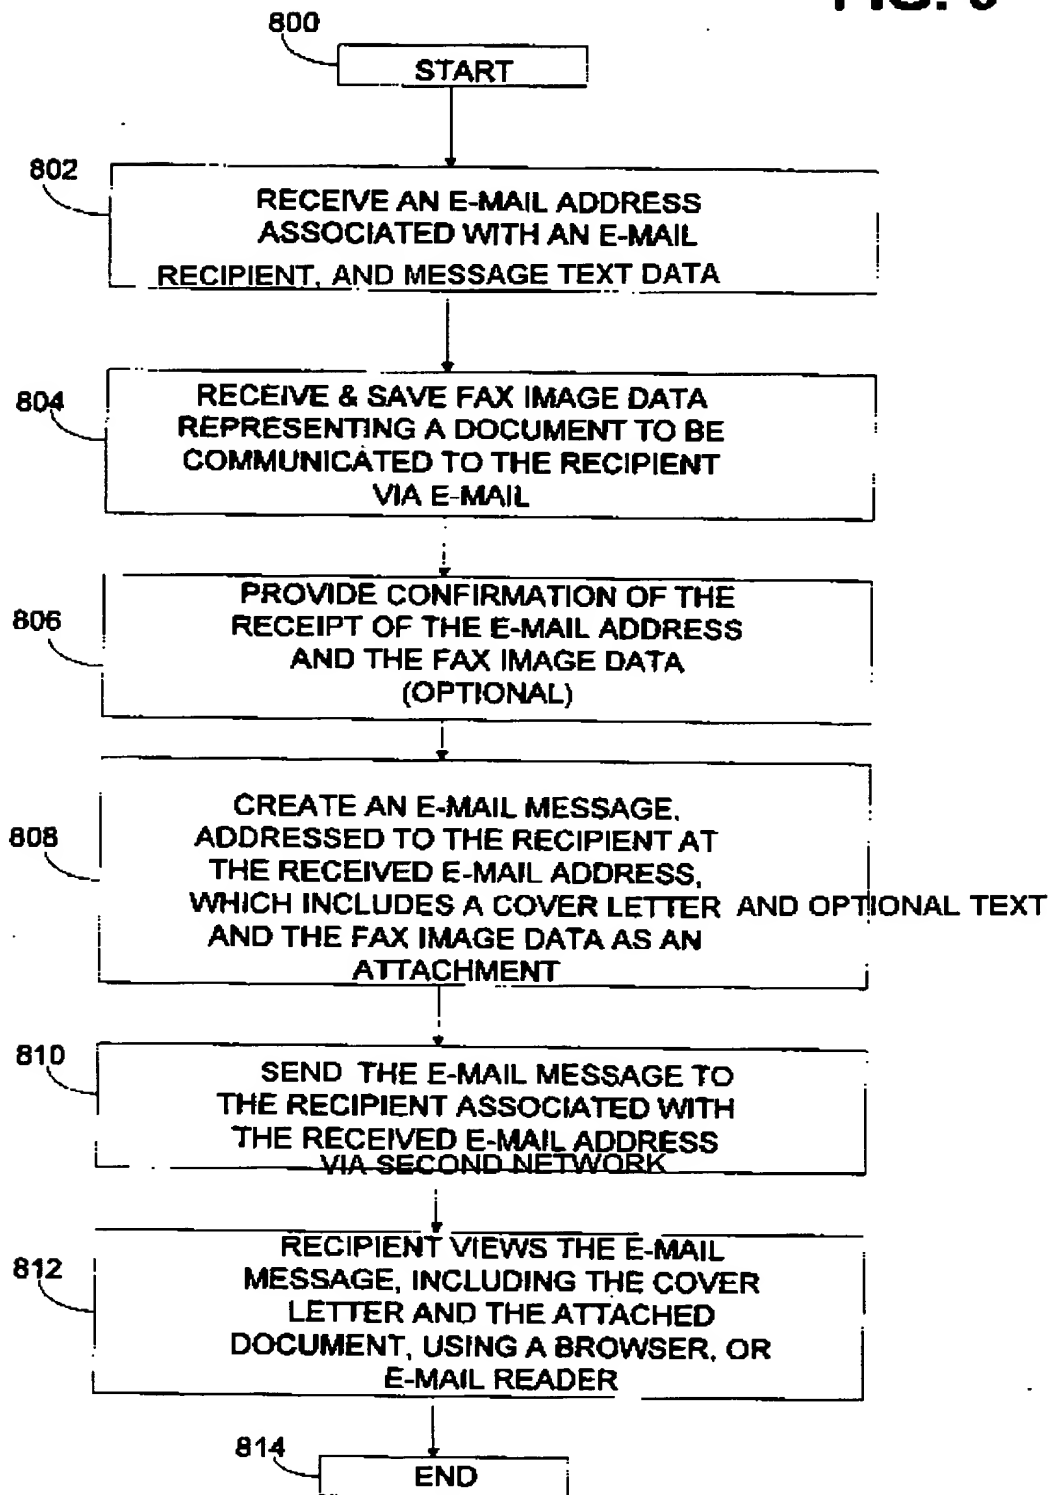 FIG.
800
START
802
RECEIVE AN E-MAIL ADDRESS
ASSOCIATED WITH AN E-MAIL
RECIPIENT, AND MESSAGE TEXT DATA
804
RECEIVE & SAVE FAX IMAGE DATA
REPRESENTING A DOCUMENT TO BE
COMMUNICATED TO THE RECIPIENT
VIA E-MAIL
806
PROVIDE CONFIRMATION OF THE
RECEIPT OF THE E-MAIL ADDRESS
AND THE FAX IMAGE DATA
(OPTIONAL)
808
CREATE AN E-MAIL MESSAGE,
ADDRESSED TO THE RECIPIENT AT
THE RECEIVED E-MAIL ADDRESS,
WHICH INCLUDES A COVER LETTER AND OPTIONAL TEXT
AND THE FAX IMAGE DATA AS AN
ATTACHMENT
810
SEND THE E-MAIL MESSAGE TO
THE RECIPIENT ASSOCIATED WITH
THE RECEIVED E-MAIL ADDRESS
VIA SECOND NETWORK
812
RECIPIENT VIEWS THE E-MAIL
MESSAGE, INCLUDING THE COVER
LETTER AND THE ATTACHED
DOCUMENT, USING A BROWSER, OR
E-MAIL READER
814
END